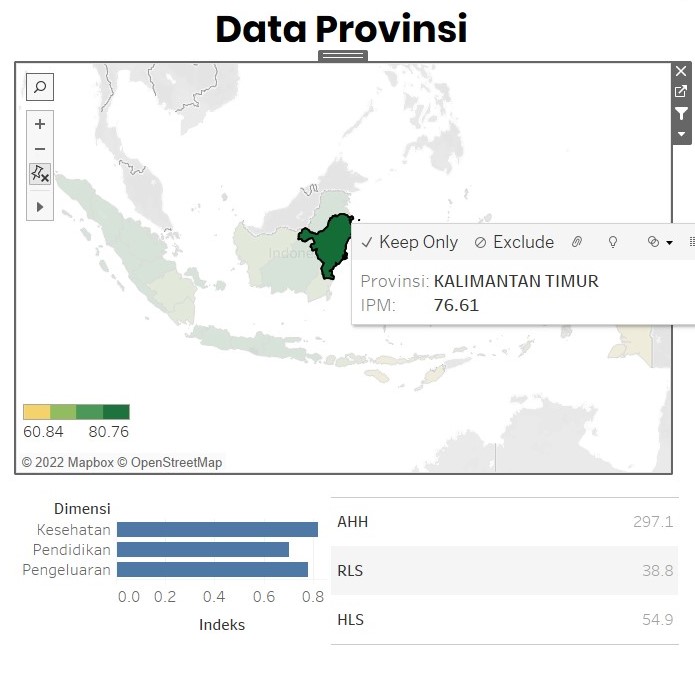 Data Provinsi
Indone
Keep Only Exclude
Provinsi: KALIMANTAN TIMUR
IPM: 76.61
60.84 80.76
© 2022 Mapbox © OpenStreetMap
Dimensi
Kesehatan
Pendidikan
Pengeluaran
0.0 0.2 0.4 0.6 0.8
Indeks
AHH 297.1
RLS 38.8
HLS 54.9